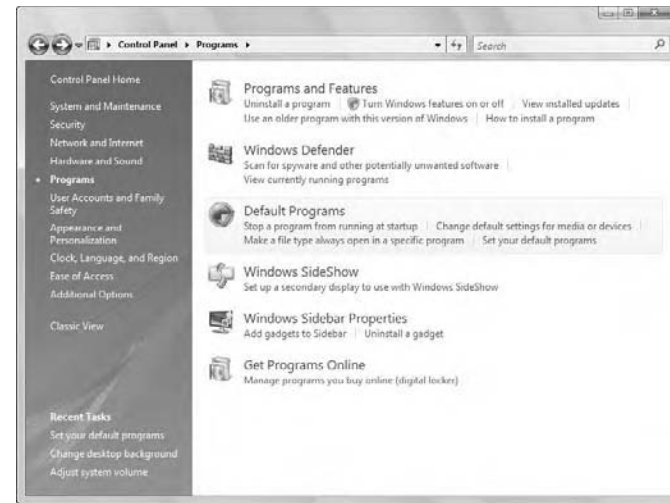 Control Panel Programs Search
Control Panel Home
System and Maintenance
Security
Network and Internet
Hardware and Sound
Programs
User Accounts and Family
Safety
Appearance and
Personalization
Clock, Language, and Region
Ease of Access
Additional Options
Classic View
Recent Tasks
Set your default programs
Change desktop background
Adjust system volume
Programs and Features
Uninstall a program Turn Windows features on or off View installed updates
Use an older program with this version of Windows How to install a program
Windows Defender
Scan for spyware and other potentially unwanted software
View currently running programs
Default Programs
Stop a program from running at startup Change default settings for media or devices
Make a file type always open in a specific program Set your default programs
Windows SideShow
Set up a secondary display to use with Windows SideShow
Windows Sidebar Properties
Add gadgets to Sidebar Uninstall a gadget
Get Programs Online
Manage programs you buy online (digital locker)